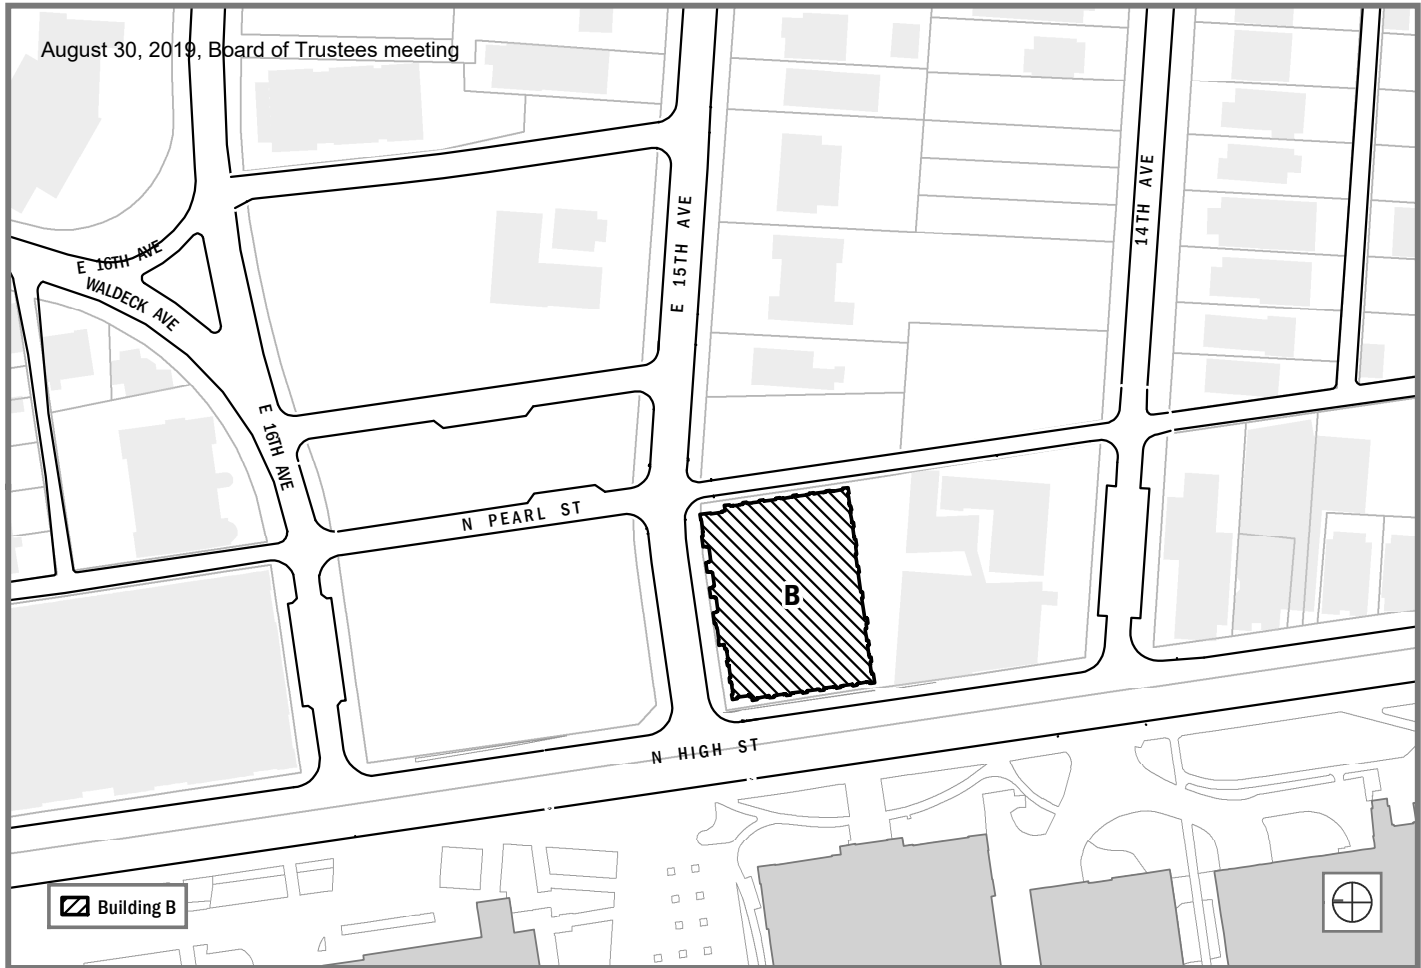 August 30, 2019, Board of Trustees meeting
E 16TH AVE
WALDECK AVE
E 15TH AVE
14TH AVE
E 16TH AVE
N PEARL ST
B
N HIGH ST
Building B